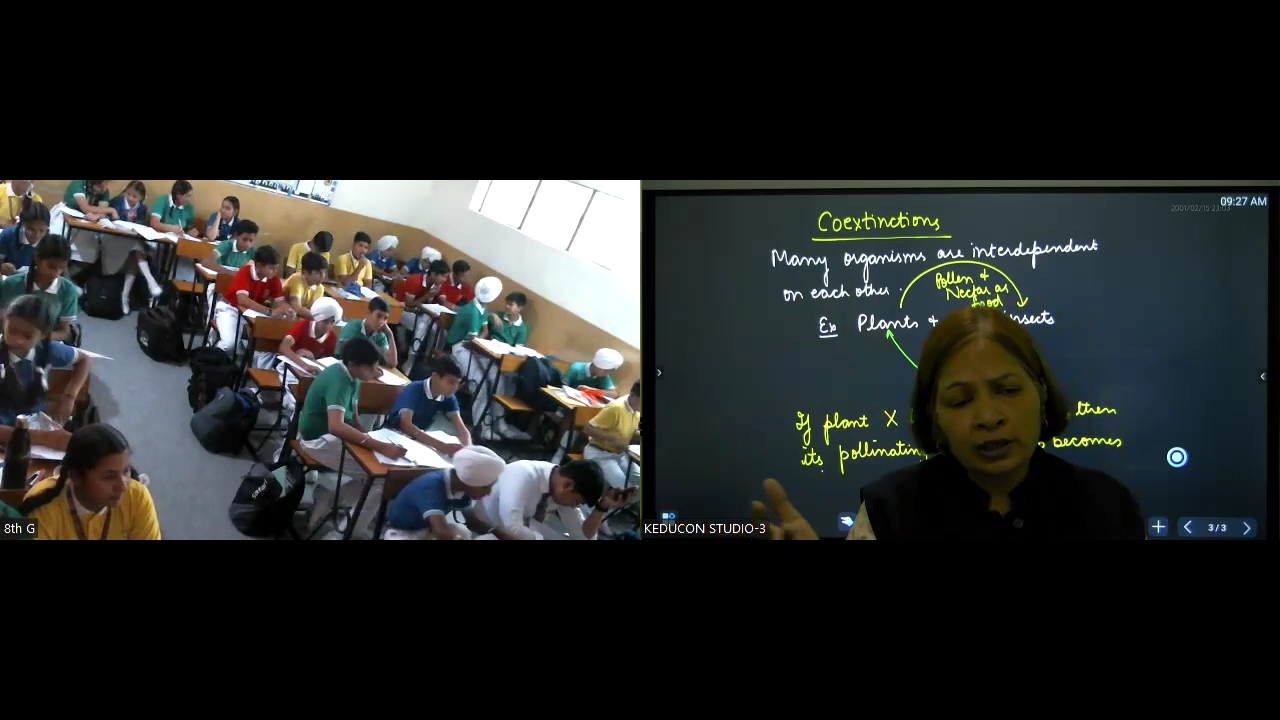 09:27 AM
Coextinctions
Many organisms are interdependent
on each other.
Pollen &
Nectar as
food
Ex Plants + insects
If plant X then
its pollinating becomes
8th G
KEDUCON STUDIO-3
3/3